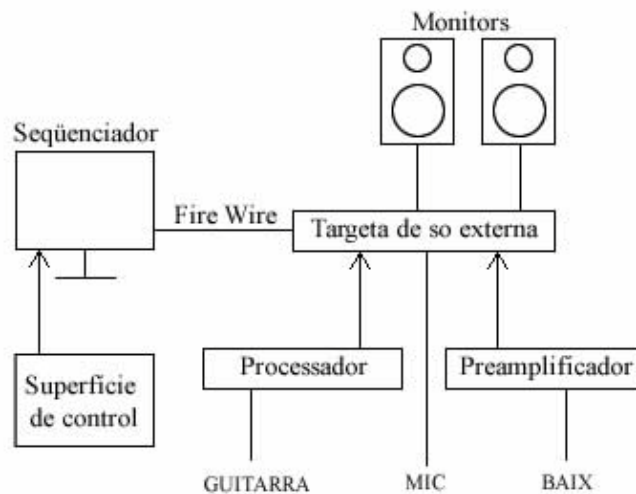 Monitors
Seqüenciador
Fire Wire
Targeta de so externa
Processador
Preamplificador
Superfície
de control
GUITARRA
MIC
BAIX